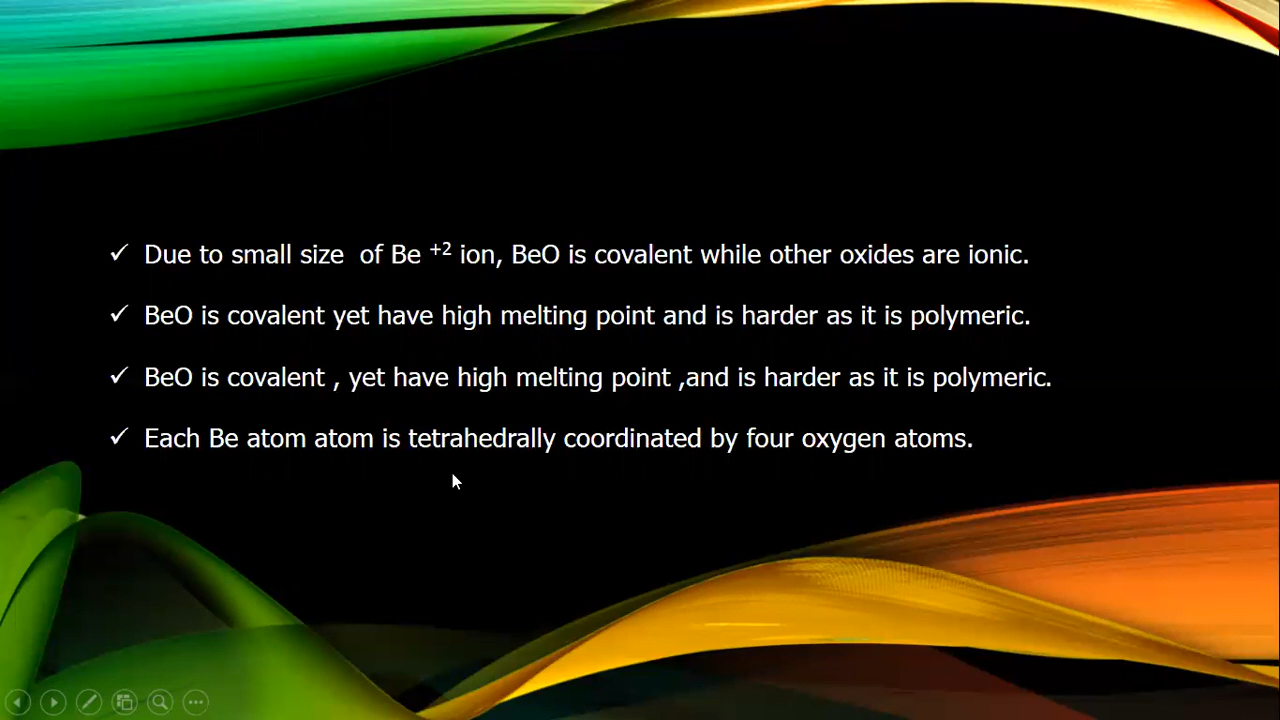 ✓ Due to small size of Be +2 ion, BeO is covalent while other oxides are ionic.
✓ BeO is covalent yet have high melting point and is harder as it is polymeric.
✓ BeO is covalent , yet have high melting point ,and is harder as it is polymeric.
✓ Each Be atom atom is tetrahedrally coordinated by four oxygen atoms.